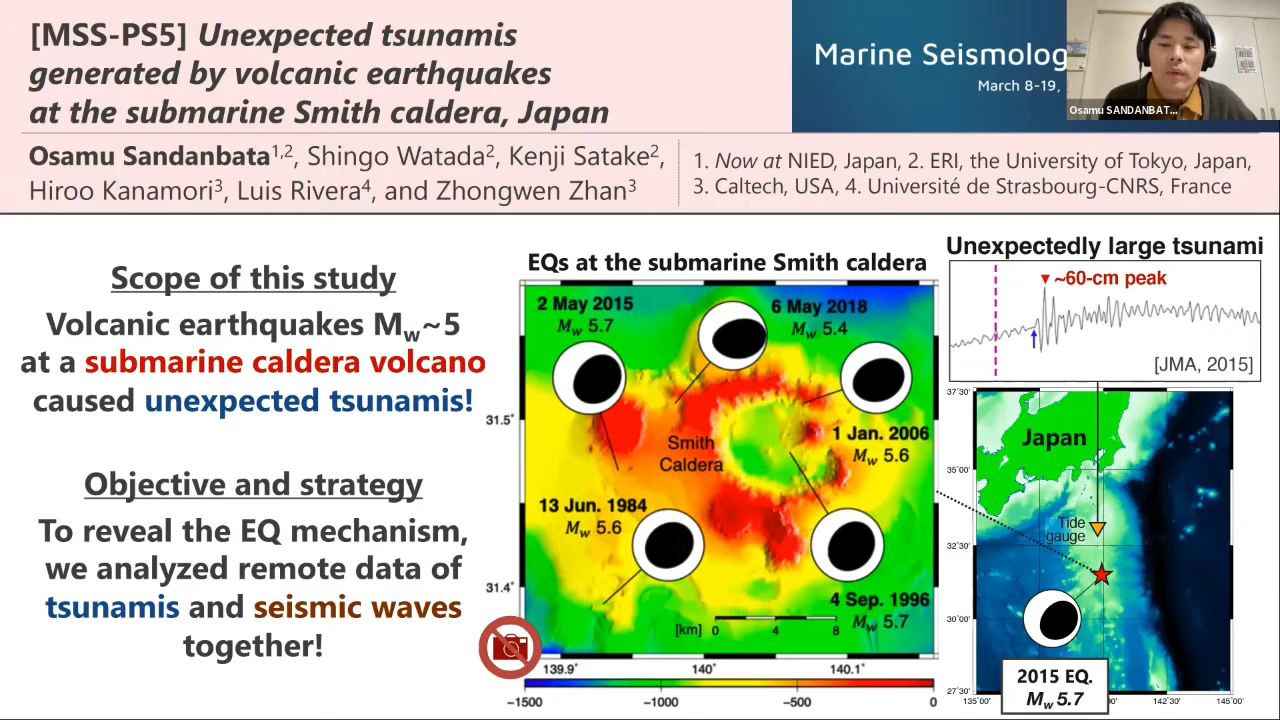 [MSS-PS5] Unexpected tsunamis
generated by volcanic earthquakes
at the submarine Smith caldera, Japan
Marine Seismolog
March 8-19,
Osamu SANDANBAT...
Osamu Sandanbata1,2, Shingo Watada2, Kenji Satake2,
Hiroo Kanamori3, Luis Rivera4, and Zhongwen Zhan3
1. Now at NIED, Japan, 2. ERI, the University of Tokyo, Japan,
3. Caltech, USA, 4. Université de Strasbourg-CNRS, France
Scope of this study
Volcanic earthquakes Mw~5
at a submarine caldera volcano
caused unexpected tsunamis!
Objective and strategy
To reveal the EQ mechanism,
we analyzed remote data of
tsunamis and seismic waves
together!
EQs at the submarine Smith caldera
2 May 2015
Mw 5.7
6 May 2018
Mw 5.4
31.5°
Smith
Caldera
1 Jan. 2006
Mw 5.6
13 Jun. 1984
Mw 5.6
31.4°
4 Sep. 1996
Mw 5.7
[km] 0 4 8
139.9° 140° 140.1°
−1500 −1000 −500 0
Unexpectedly large tsunami
~60-cm peak
[JMA, 2015]
37°30'
Japan
35°00'
Tide
gauge
32°30'
30°00'
2015 EQ.
Mw 5.7
27°30'
135°00' 142°30' 145°00'